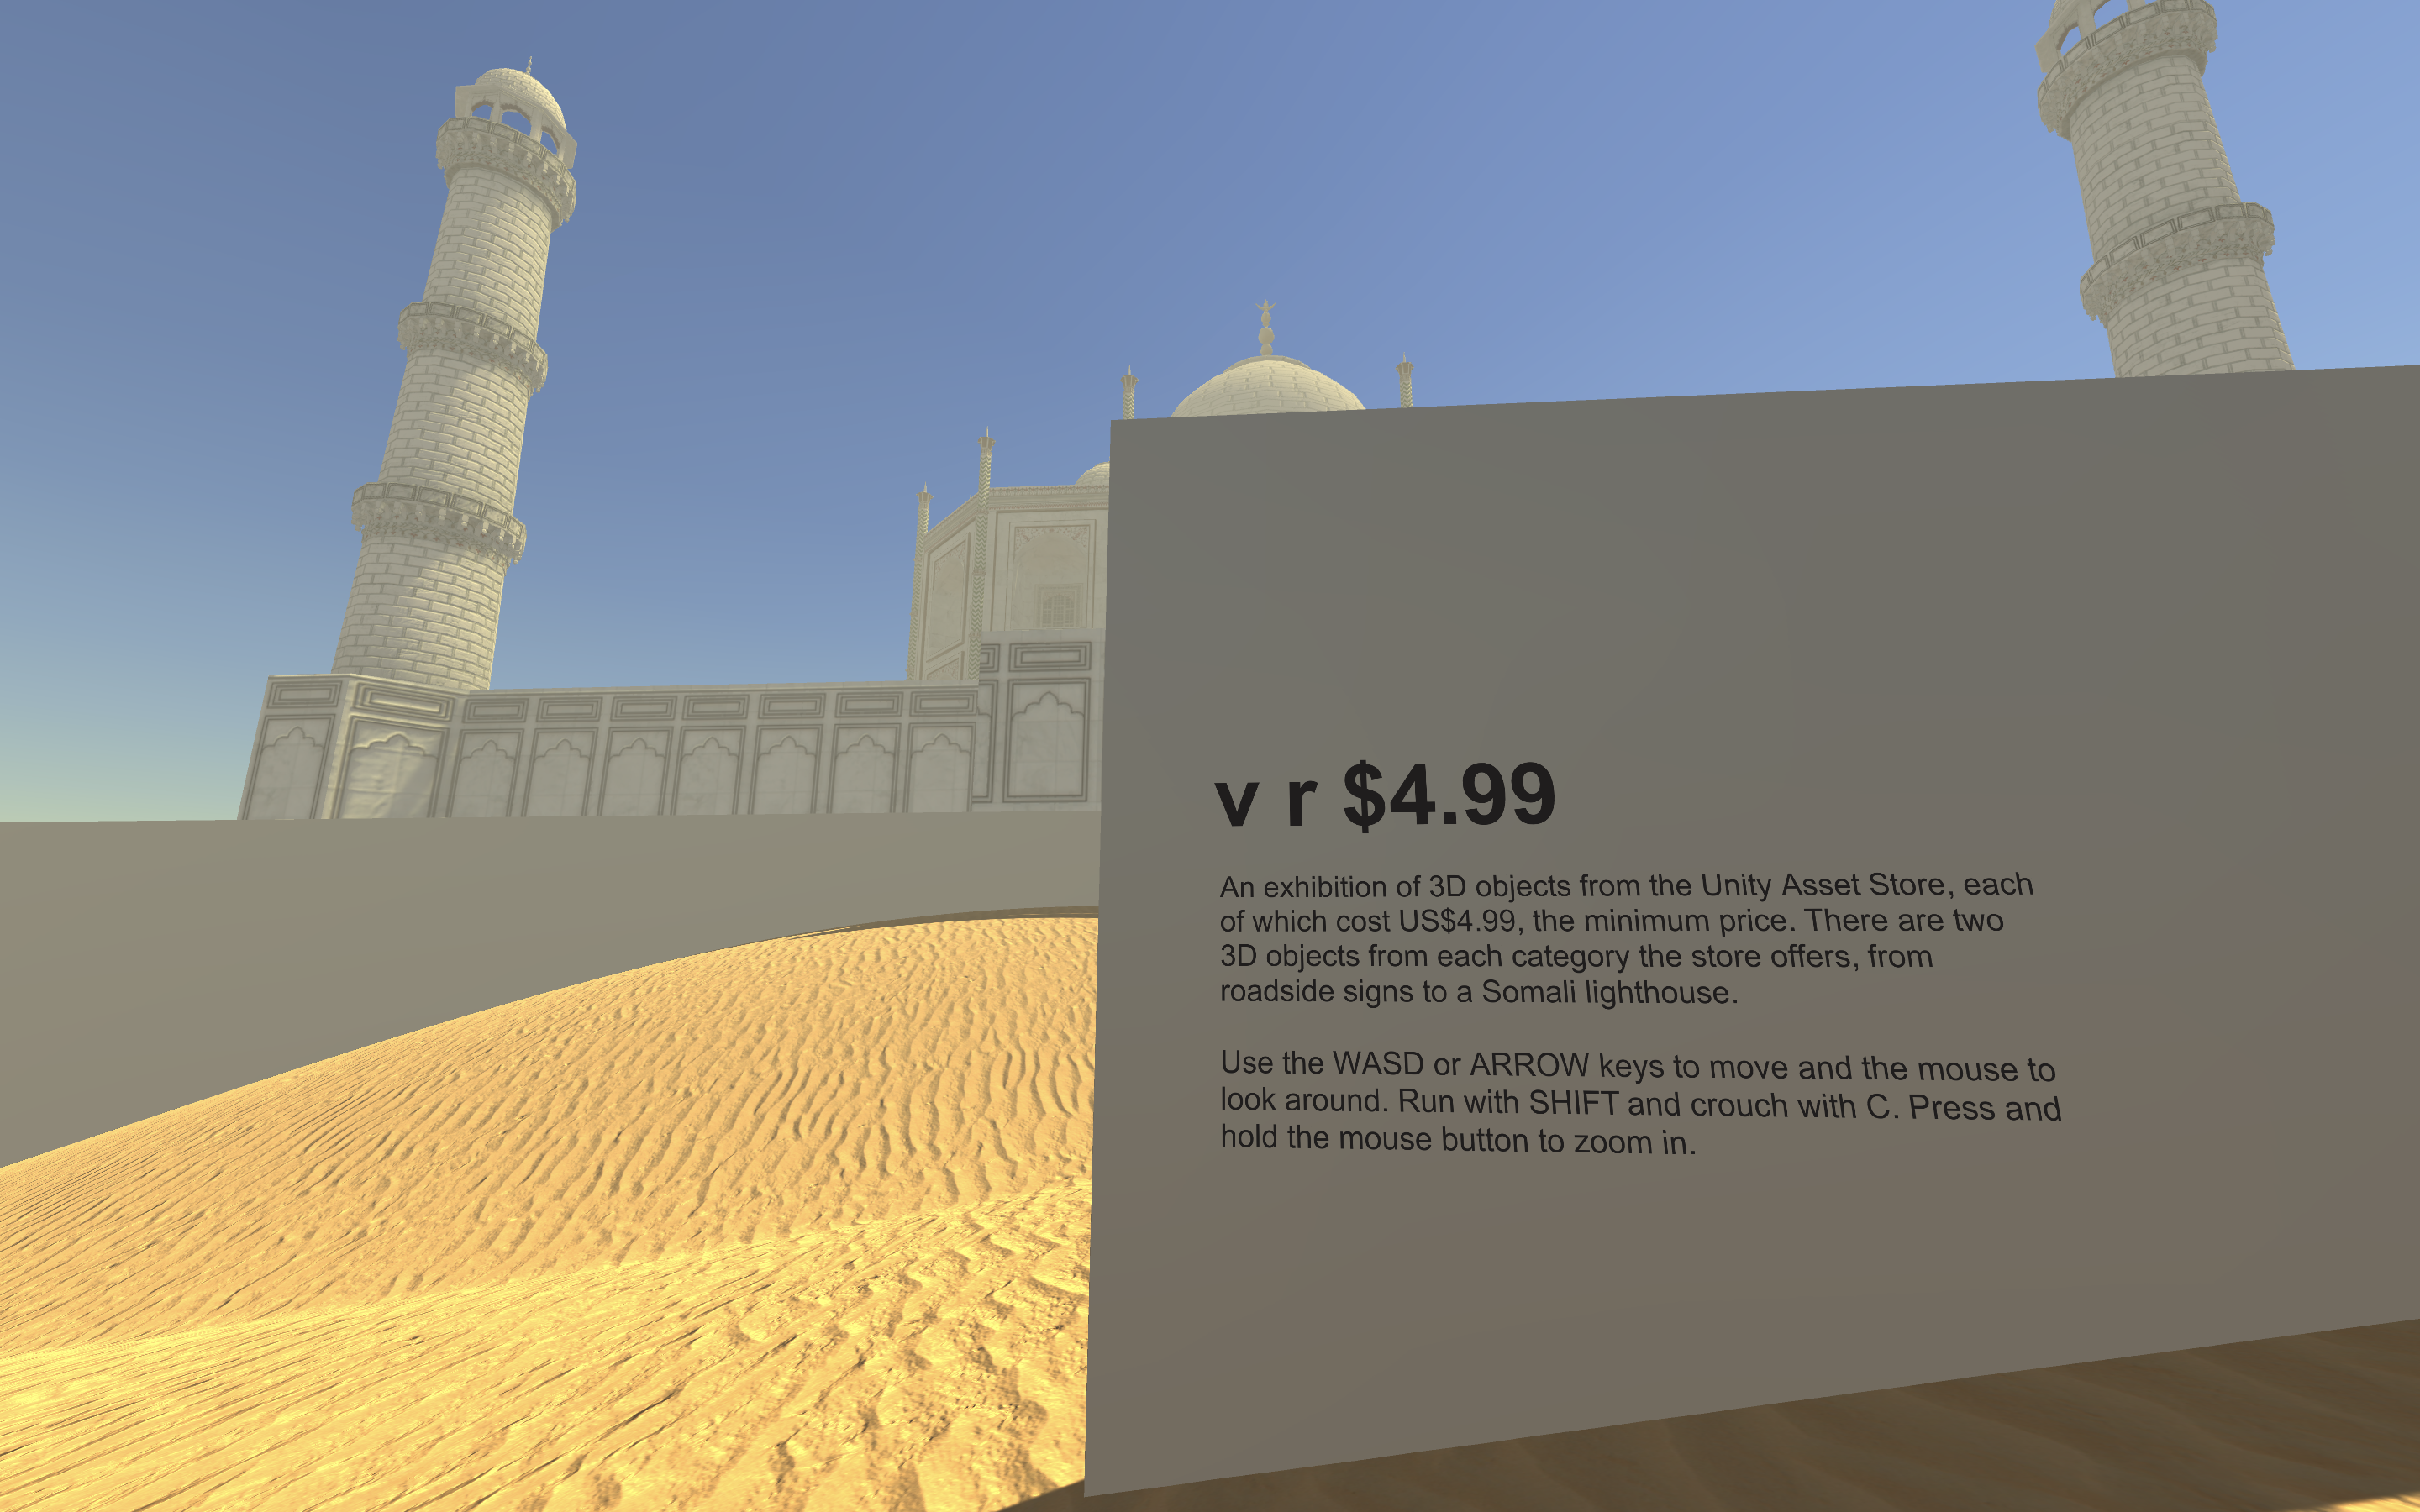 v r $4.99
An exhibition of 3D objects from the Unity Asset Store, each
of which cost US$4.99, the minimum price. There are two
3D objects from each category the store offers, from
roadside signs to a Somali lighthouse.
Use the WASD or ARROW keys to move and the mouse to
look around. Run with SHIFT and crouch with C. Press and
hold the mouse button to zoom in.